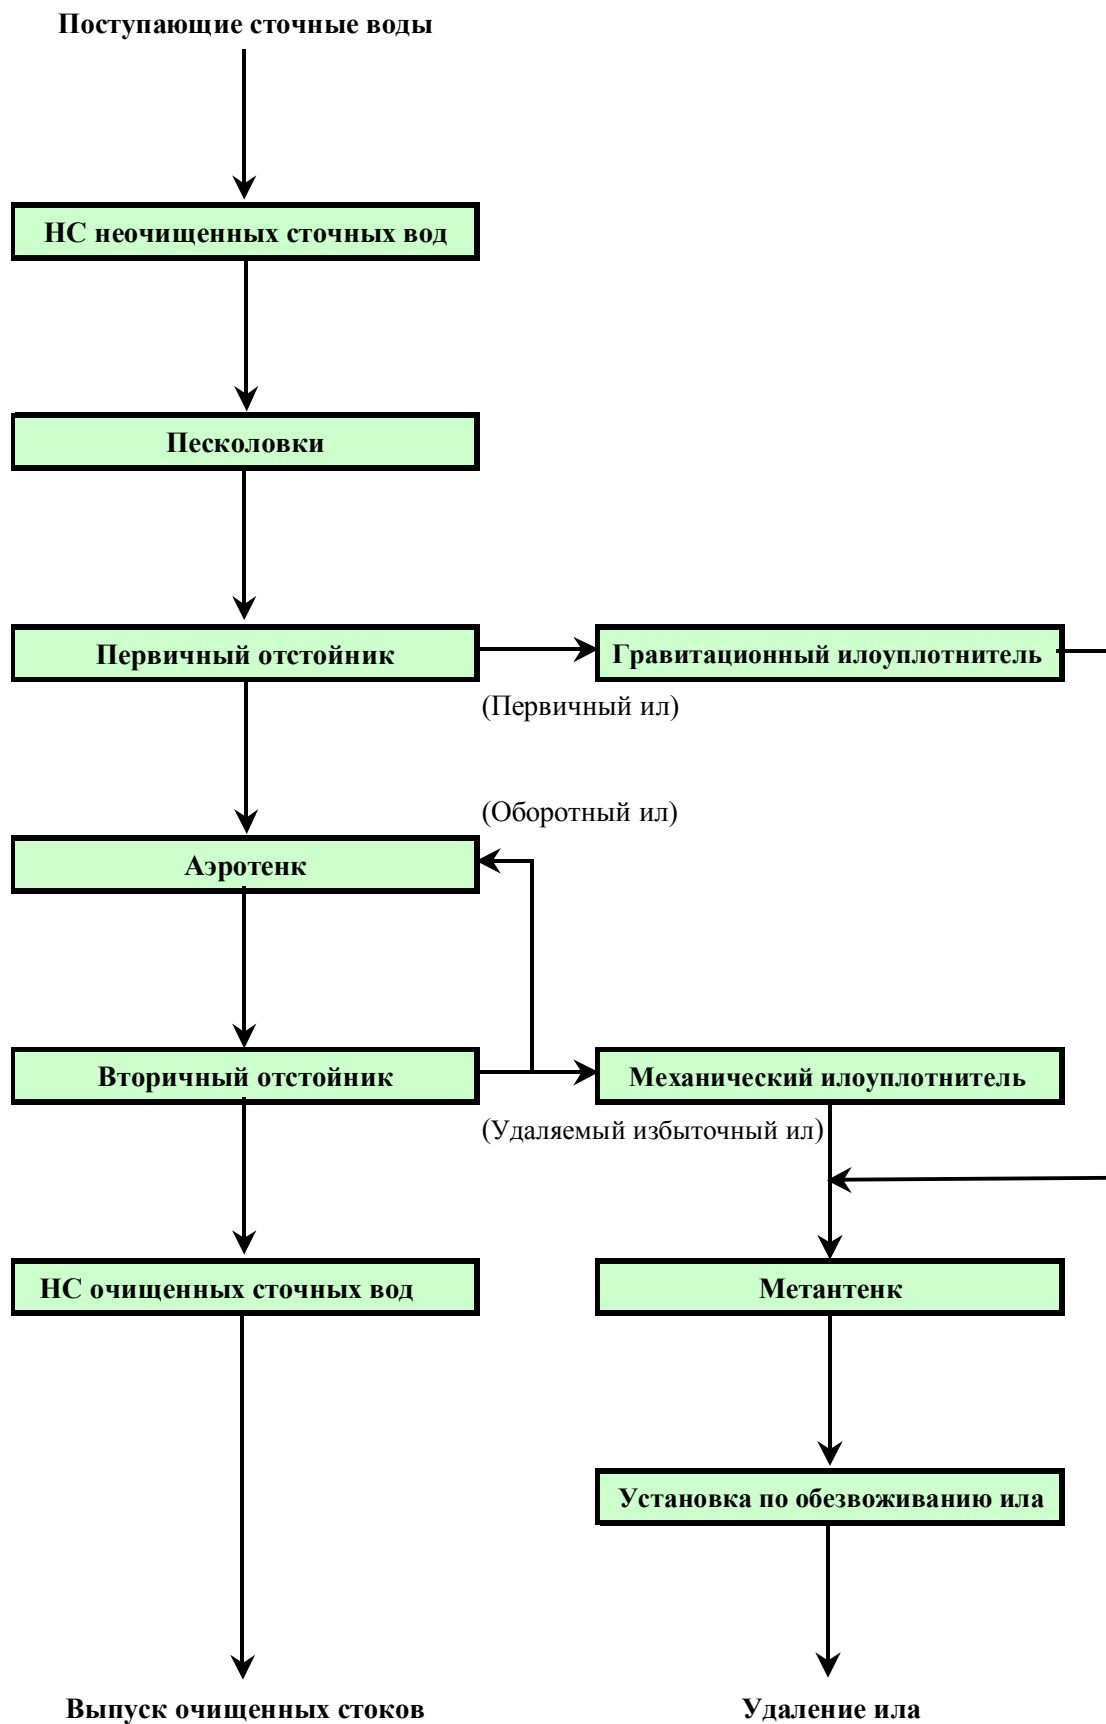 Поступающие сточные воды
НС неочищенных сточных вод
Песколовки
Первичный отстойник
Гравитационный илоуплотнитель
(Первичный ил)
(Оборотный ил)
Аэротенк
Вторичный отстойник
Механический илоуплотнитель
(Удаляемый избыточный ил)
НС очищенных сточных вод
Метантенк
Установка по обезвоживанию ила
Выпуск очищенных стоков
Удаление ила